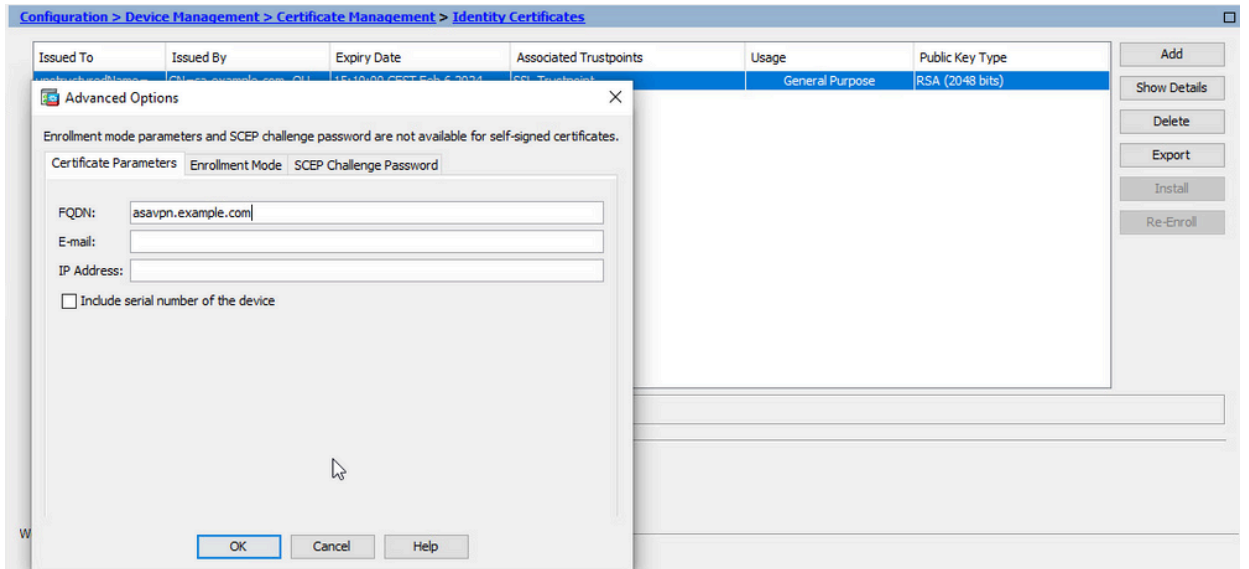 Configuration > Device Management > Certificate Management > Identity Certificates
Issued To Issued By Expiry Date Associated Trustpoints Usage Public Key Type
General Purpose RSA (2048 bits)
Add
Show Details
Delete
Export
Install
Re-Enroll
Advanced Options
Enrollment mode parameters and SCEP challenge password are not available for self-signed certificates.
Certificate Parameters Enrollment Mode SCEP Challenge Password
FQDN: asavpn.example.com
E-mail:
IP Address:
Include serial number of the device
W
OK Cancel Help